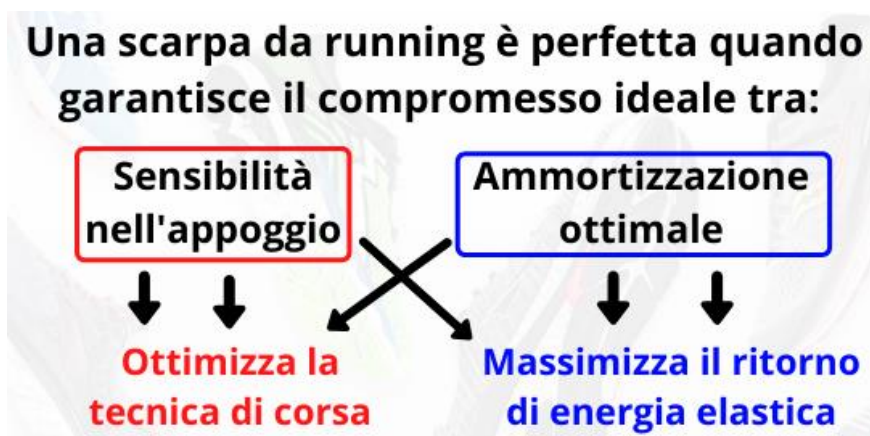 Una scarpa da running è perfetta quando
garantisce il compromesso ideale tra:
Sensibilità
nell'appoggio
Ammortizzazione
ottimale
Ottimizza la
tecnica di corsa
Massimizza il ritorno
di energia elastica